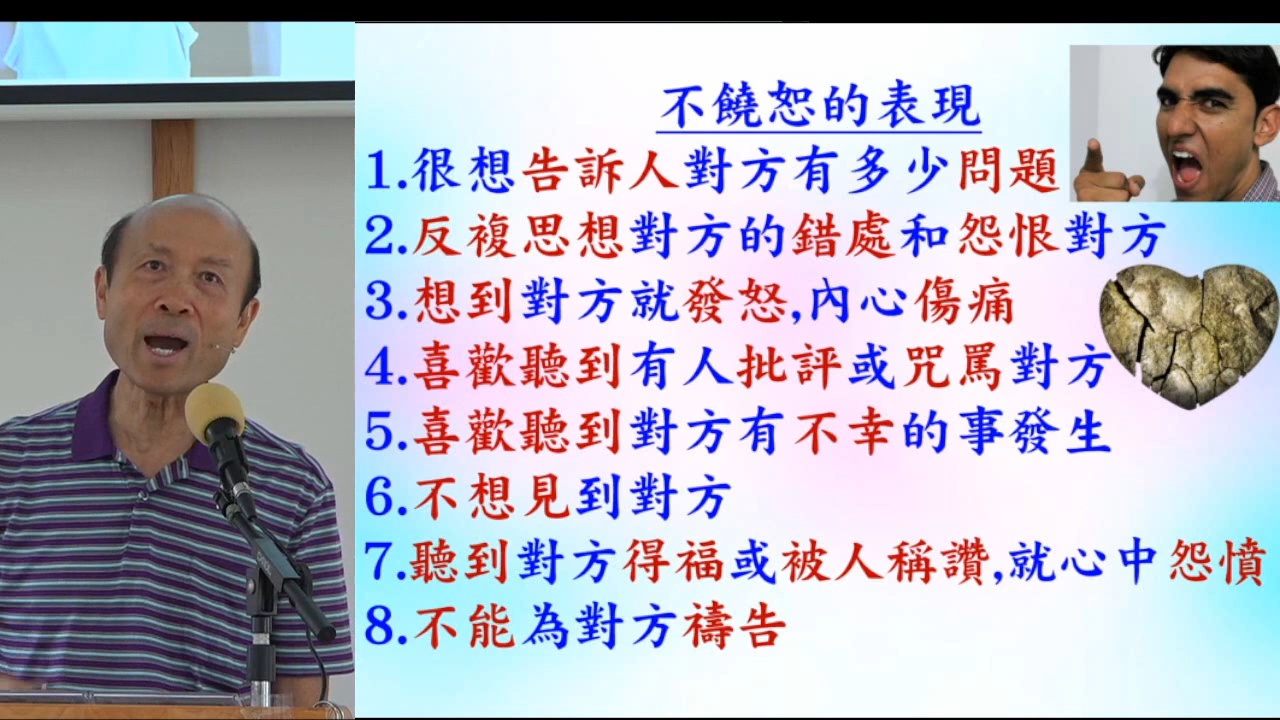 不饒恕的表現
1.很想告訴人對方有多少問題
2.反複思想對方的錯處和怨恨對方
3.想到對方就發怒,內心傷痛
4.喜歡聽到有人批評或咒罵對方
5.喜歡聽到對方有不幸的事發生
6.不想見到對方
7.聽到對方得福或被人稱讚,就心中怨憤
8.不能為對方禱告